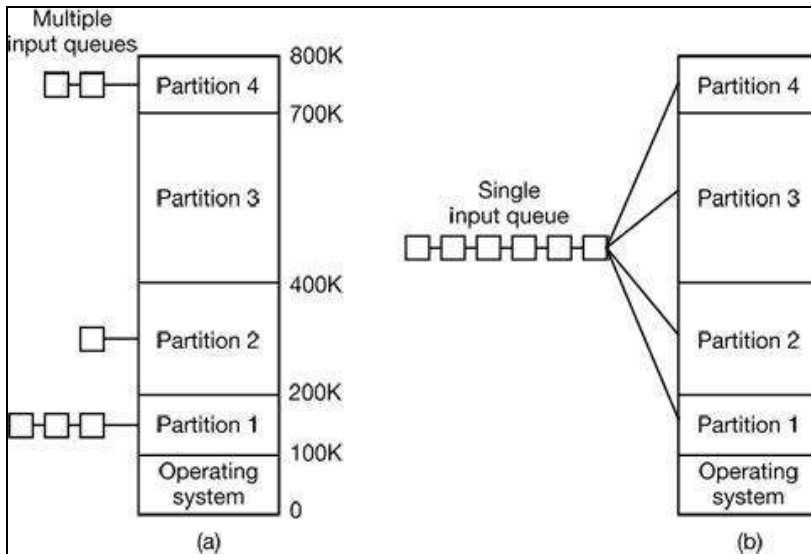 Multiple
input queues
800K
Partition 4
700K
Partition 3
400K
Partition 2
200K
Partition 1
100K
Operating
system
0
(a)
Single
input queue
Partition 4
Partition 3
Partition 2
Partition 1
Operating
system
(b)